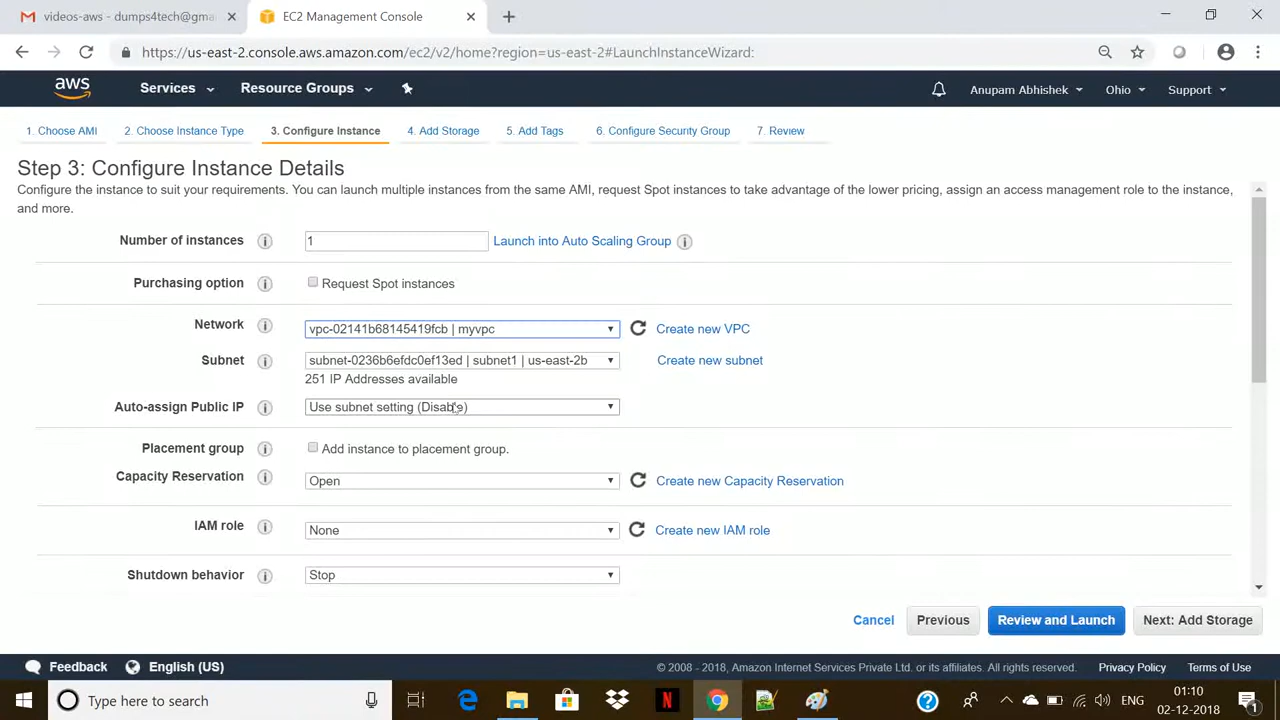 videos-aws - dumps4tech@gma
EC2 Management Console
https://us-east-2.console.aws.amazon.com/ec2/v2/home?region=us-east-2#LaunchInstanceWizard:
aws
Services
Resource Groups
Anupam Abhishek
Ohio
Support
1. Choose AMI
2. Choose Instance Type
3. Configure Instance
4. Add Storage
5. Add Tags
6. Configure Security Group
7. Review
Step 3: Configure Instance Details
Configure the instance to suit your requirements. You can launch multiple instances from the same AMI, request Spot instances to take advantage of the lower pricing, assign an access management role to the instance,
and more.
Number of instances
1
Launch into Auto Scaling Group
Purchasing option
Request Spot instances
Network
vpc-02141b68145419fcb | myvpc
Create new VPC
Subnet
subnet-0236b6efdc0ef13ed | subnet1 | us-east-2b
Create new subnet
251 IP Addresses available
Auto-assign Public IP
Use subnet setting (Disable)
Placement group
Add instance to placement group.
Capacity Reservation
Open
Create new Capacity Reservation
IAM role
None
Create new IAM role
Shutdown behavior
Stop
Cancel
Previous
Review and Launch
Next: Add Storage
Feedback
English (US)
© 2008 - 2018, Amazon Internet Services Private Ltd. or its affiliates. All rights reserved.
Privacy Policy
Terms of Use
Type here to search
ENG
01:10
02-12-2018